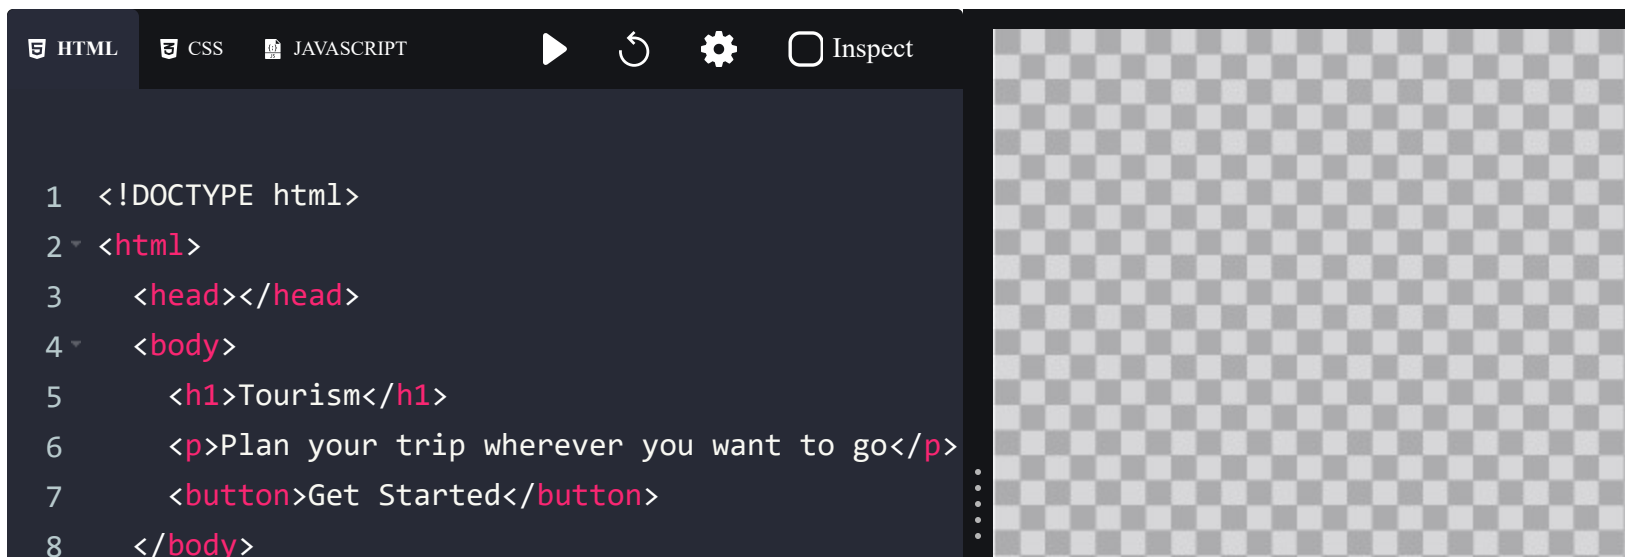 HTML CSS JAVASCRIPT Inspect
1 <!DOCTYPE html>
2 <html>
3 <head></head>
4 <body>
5 <h1>Tourism</h1>
6 <p>Plan your trip wherever you want to go</p>
7 <button>Get Started</button>
8 </body>